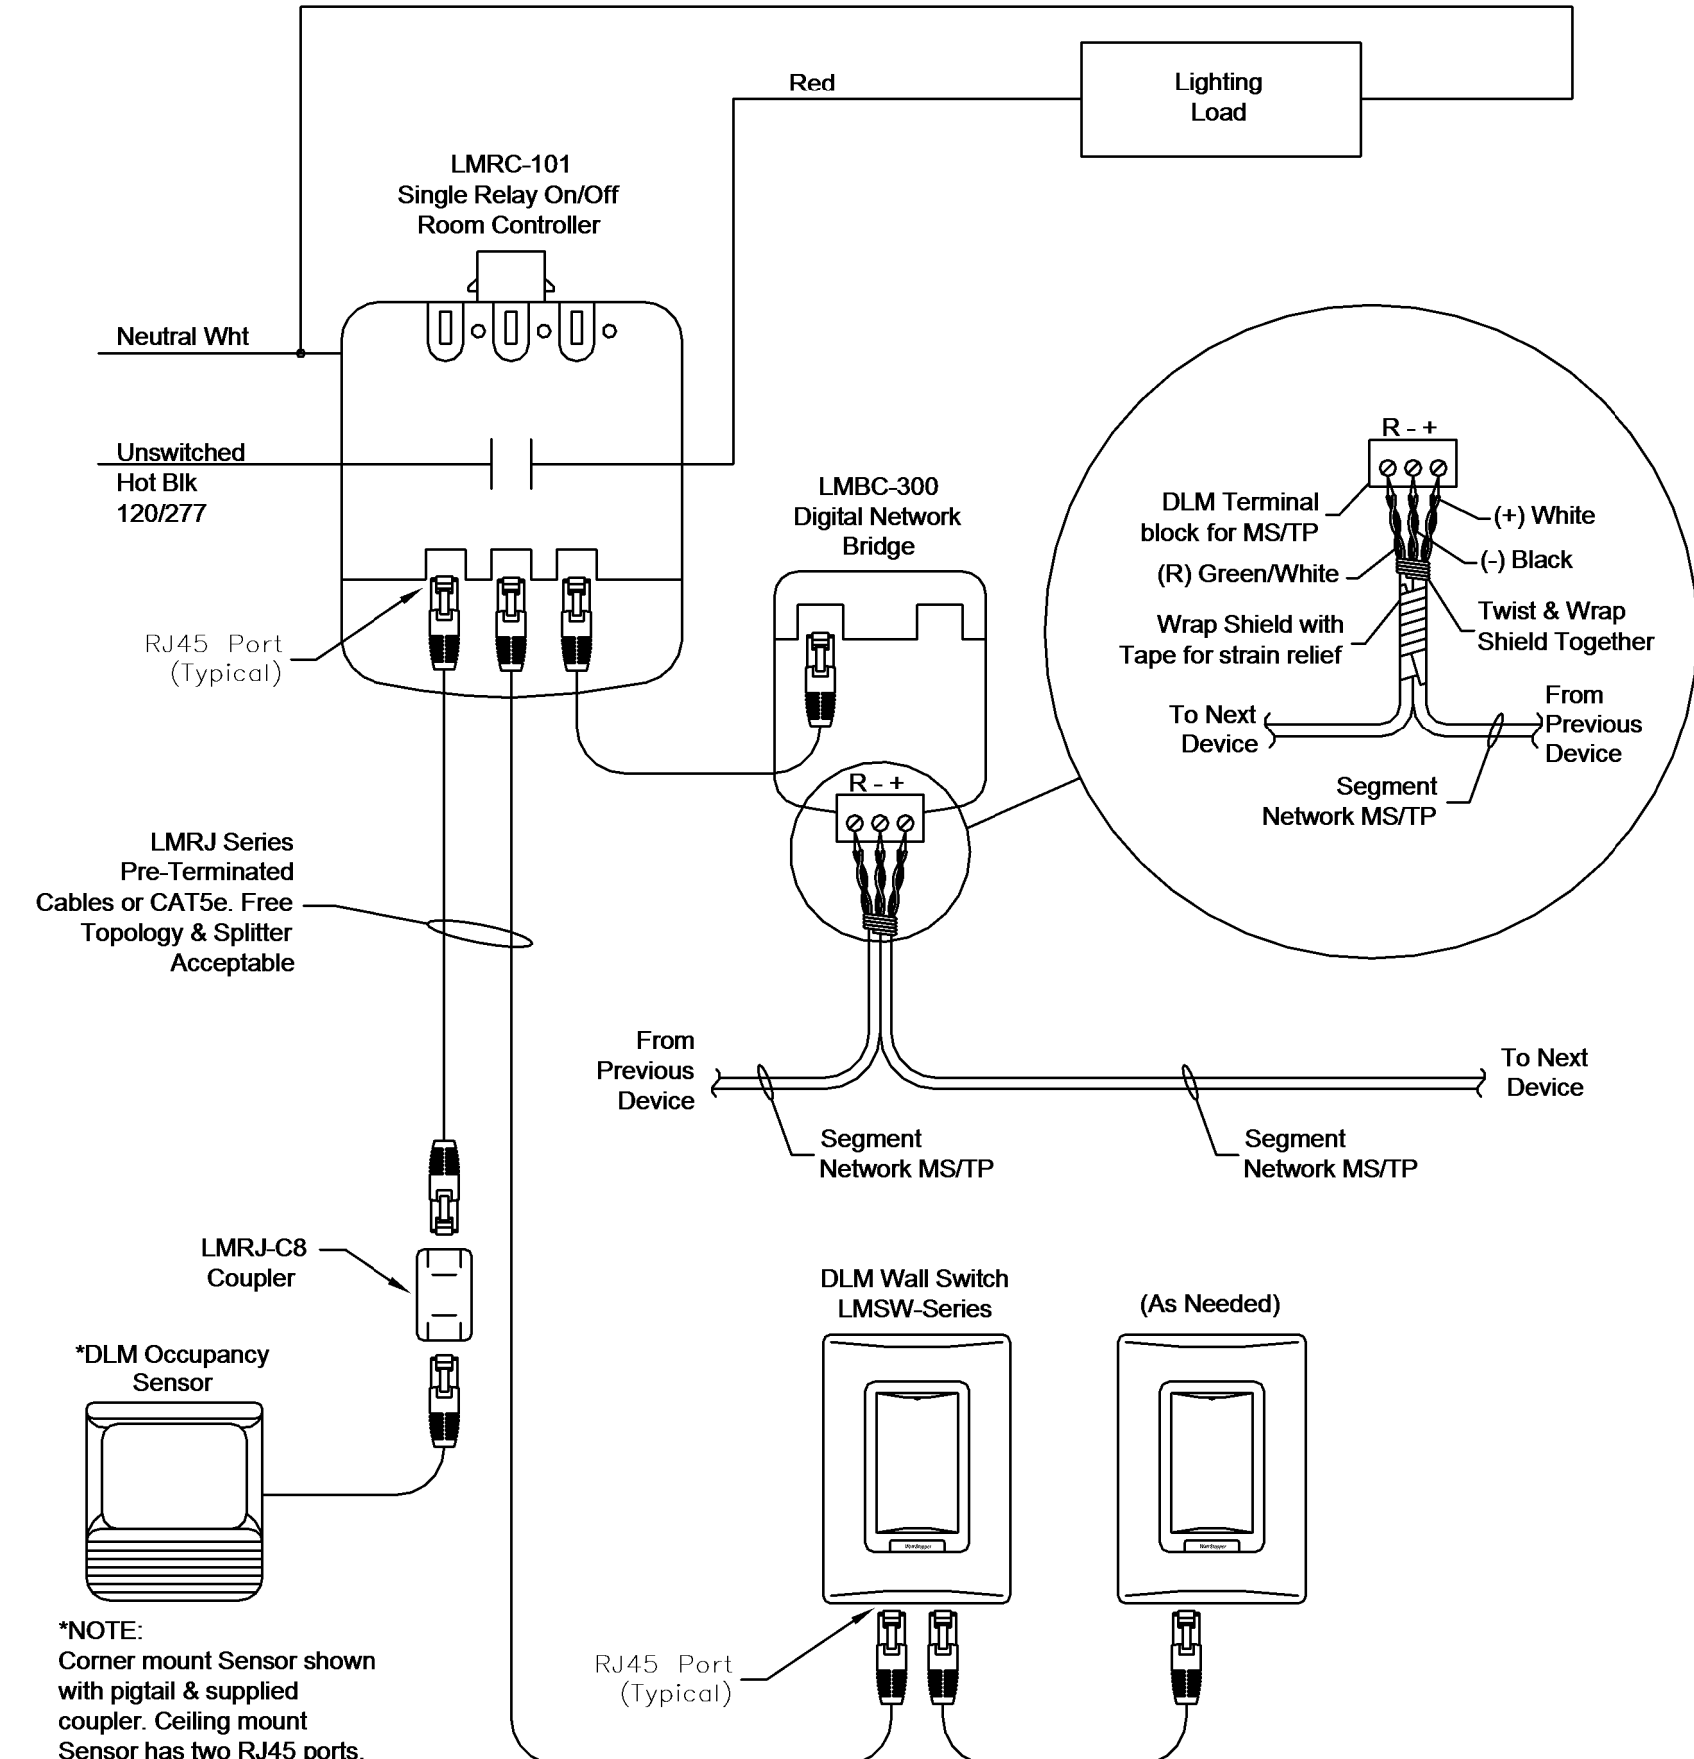 Red
Lighting
Load
LMRC-101
Single Relay On/Off
Room Controller
Neutral Wht
Unswitched
Hot Blk
120/277
RJ45 Port
(Typical)
LMBC-300
Digital Network
Bridge
R - +
R - +
DLM Terminal
block for MS/TP
(+) White
(-) Black
(R) Green/White
Wrap Shield with
Tape for strain relief
Twist & Wrap
Shield Together
To Next
Device
From
Previous
Device
Segment
Network MS/TP
LMRJ Series
Pre-Terminated
Cables or CAT5e. Free
Topology & Splitter
Acceptable
From
Previous
Device
To Next
Device
Segment
Network MS/TP
Segment
Network MS/TP
LMRJ-C8
Coupler
*DLM Occupancy
Sensor
DLM Wall Switch
LMSW-Series
(As Needed)
WattStopper
WattStopper
RJ45 Port
(Typical)
*NOTE:
Corner mount Sensor shown
with pigtail & supplied
coupler. Ceiling mount
Sensor has two RJ45 ports.